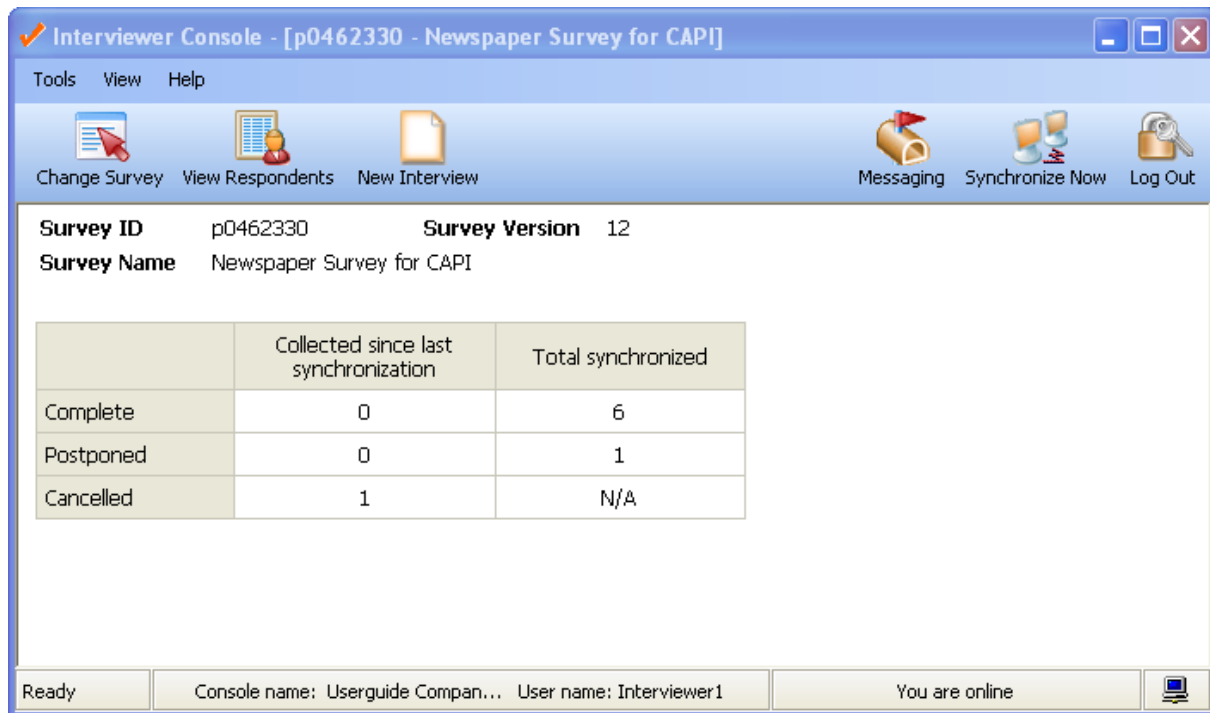 Interviewer Console - [p0462330 - Newspaper Survey for CAPI]
Tools View Help
Change Survey View Respondents New Interview Messaging Synchronize Now Log Out
Survey ID p0462330 Survey Version 12
Survey Name Newspaper Survey for CAPI
Collected since last synchronization Total synchronized
Complete 0 6
Postponed 0 1
Cancelled 1 N/A
Ready Console name: Userguide Compan... User name: Interviewer1 You are online